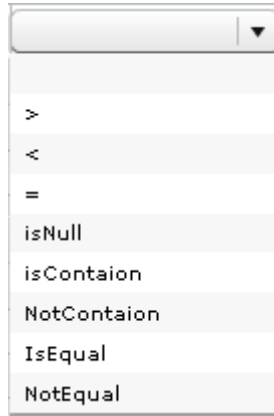 >
<
=
isNull
isContaion
NotContaion
IsEqual
NotEqual